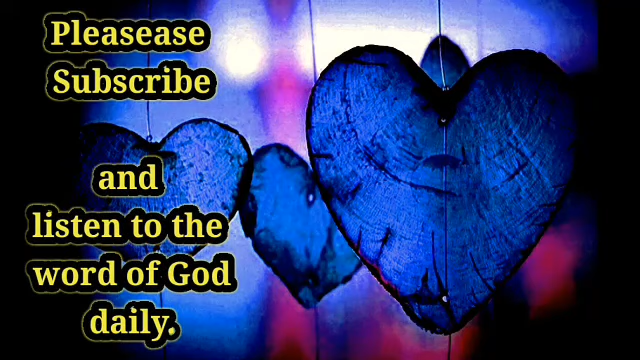 Pleasease
Subscribe
and
listen to the
word of God
daily.